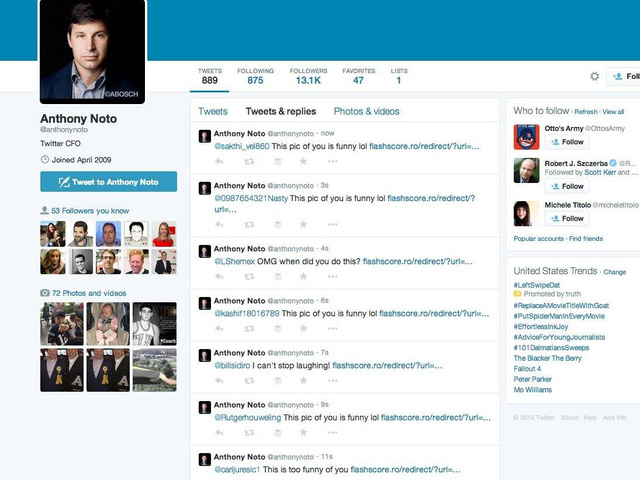 ©ABOSCH
TWEETS
889
FOLLOWING
875
FOLLOWERS
13.1K
FAVORITES
47
LISTS
1
Foll
Anthony Noto
@anthonynoto
Twitter CFO
Joined April 2009
Tweet to Anthony Noto
53 Followers you know
72 Photos and videos
Tweets Tweets & replies Photos & videos
Anthony Noto @anthonynoto · now
@sakthi_vel860 This pic of you is funny lol flashscore.ro/redirect/?url=...
Anthony Noto @anthonynoto · 3s
@0987654321Nasty This pic of you is funny lol flashscore.ro/redirect/?
url=...
Anthony Noto @anthonynoto · 4s
@LShemex OMG when did you do this? flashscore.ro/redirect/?url=...
Anthony Noto @anthonynoto · 6s
@kashif18016789 This pic of you is funny lol flashscore.ro/redirect/?url=...
Anthony Noto @anthonynoto · 7s
@billsidiro I can't stop laughing! flashscore.ro/redirect/?url=...
Anthony Noto @anthonynoto · 9s
@Rutgerhouweling This pic of you is funny lol flashscore.ro/redirect/?url=...
Anthony Noto @anthonynoto · 11s
@carljuresic1 This is too funny of you flashscore.ro/redirect/?url=...
Who to follow · Refresh · View all
Otto's Army @OttosArmy
Follow
Robert J. Szczerba @R...
Followed by Scott Kerr and ...
Follow
Michele Titolo @micheletitolo
Follow
Popular accounts · Find friends
United States Trends · Change
#LeftSwipeDat
Promoted by truth
#ReplaceAMovieTitleWithGoat
#PutSpiderManInEveryMovie
#EffortlessInkJoy
#AdviceForYoungJournalists
#101DalmatiansSweeps
The Blacker The Berry
Fallout 4
Peter Parker
Mo Williams
© 2015 Twitter About Help Ads info